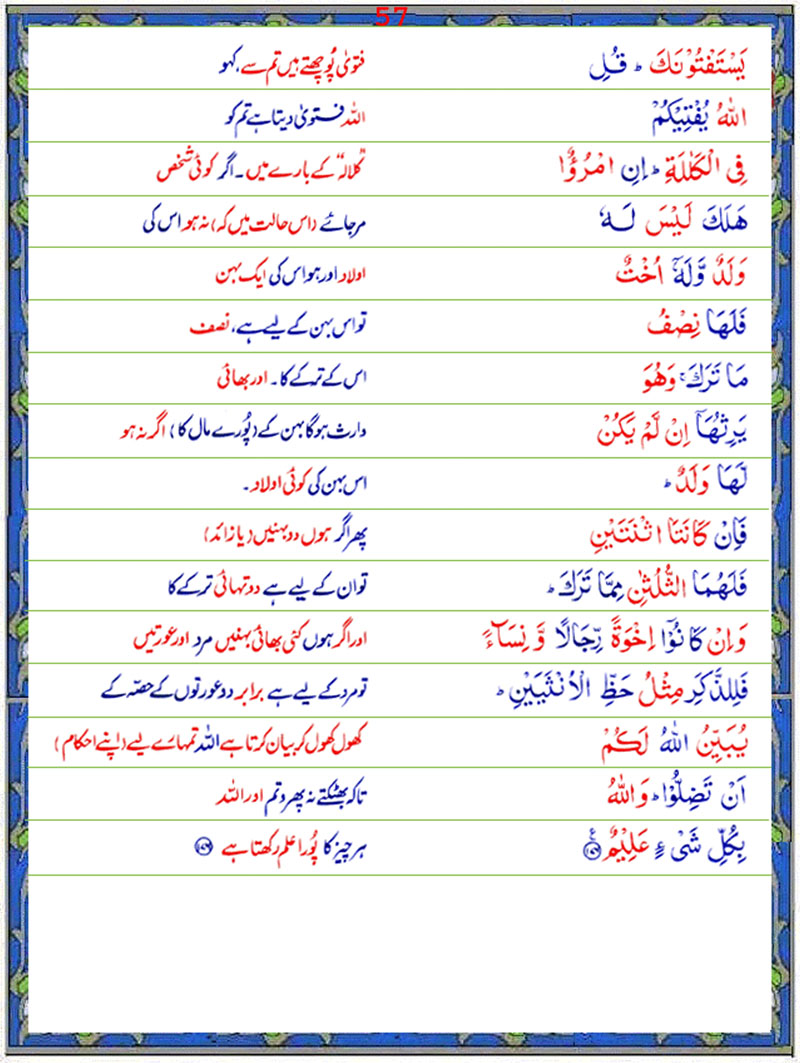 57
يَسْتَفْتُوْنَكَ ؕ قُلِ فتویٰ پُوچھتے ہیں تم سے، کہو
اللّٰهُ يُفْتِيْكُمْ اللہ فتویٰ دیتا ہے تم کو
فِى الْكَلٰلَةِ ؕ اِنِ امْرُؤٌا "کلالہ" کے بارے میں۔ اگر کوئی شخص
هَلَكَ لَيْسَ لَهٗ مرجائے (اس حالت میں کہ) نہ ہو اس کی
وَلَدٌ وَّلَهٗۤ اُخْتٌ اولاد اور ہو اس کی ایک بہن
فَلَهَا نِصْفُ تو اس بہن کے لیے ہے، نصف
مَا تَرَكَ ۚ وَهُوَ اس کے ترکے کا۔ اور بھائی
يَرِثُهَاۤ اِنْ لَّمْ يَكُنْ وارث ہوگا بہن کے (پُورے مال کا) اگر نہ ہو
لَّهَا وَلَدٌ ؕ اس بہن کی کوئی اولاد۔
فَاِنْ كَانَتَا اثْنَتَيْنِ پھر اگر ہوں دو بہنیں (یا زائد)
فَلَهُمَا الثُّلُثٰنِ مِمَّا تَرَكَ ؕ تو ان کے لیے ہے دو تہائی ترکے کا
وَاِنْ كَانُوْۤا اِخْوَةً رِّجَالًا وَّنِسَآءً اور اگر ہوں کئی بھائی بہنیں مرد اور عورتیں
فَلِلذَّكَرِ مِثْلُ حَظِّ الْاُنْثَيَيْنِ ؕ تو مرد کے لیے ہے برابر دو عورتوں کے حصّہ کے
يُبَيِّنُ اللّٰهُ لَكُمْ کھول کھول کر بیان کرتا ہے اللہ تمہارے لیے (اپنے احکام)
اَنْ تَضِلُّوْا ؕ وَاللّٰهُ تاکہ بھٹکتے نہ پھرو تم اور اللہ
بِكُلِّ شَىْءٍ عَلِيْمٌ ﴿۱۷۶﴾ ہر چیز کا پُورا علم رکھتا ہے ﴿۱۷۶﴾